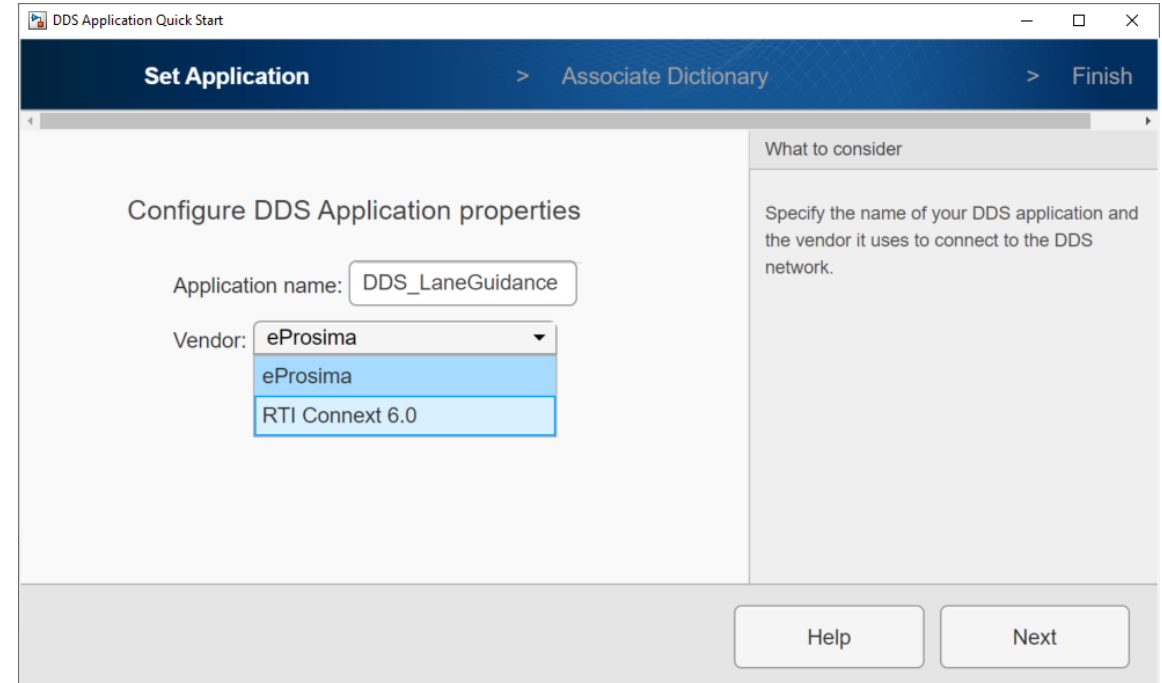 DDS Application Quick Start
Set Application > Associate Dictionary > Finish
What to consider
Configure DDS Application properties
Specify the name of your DDS application and
the vendor it uses to connect to the DDS
network.
Application name: DDS_LaneGuidance
Vendor: eProsima
eProsima
RTI Connext 6.0
Help
Next